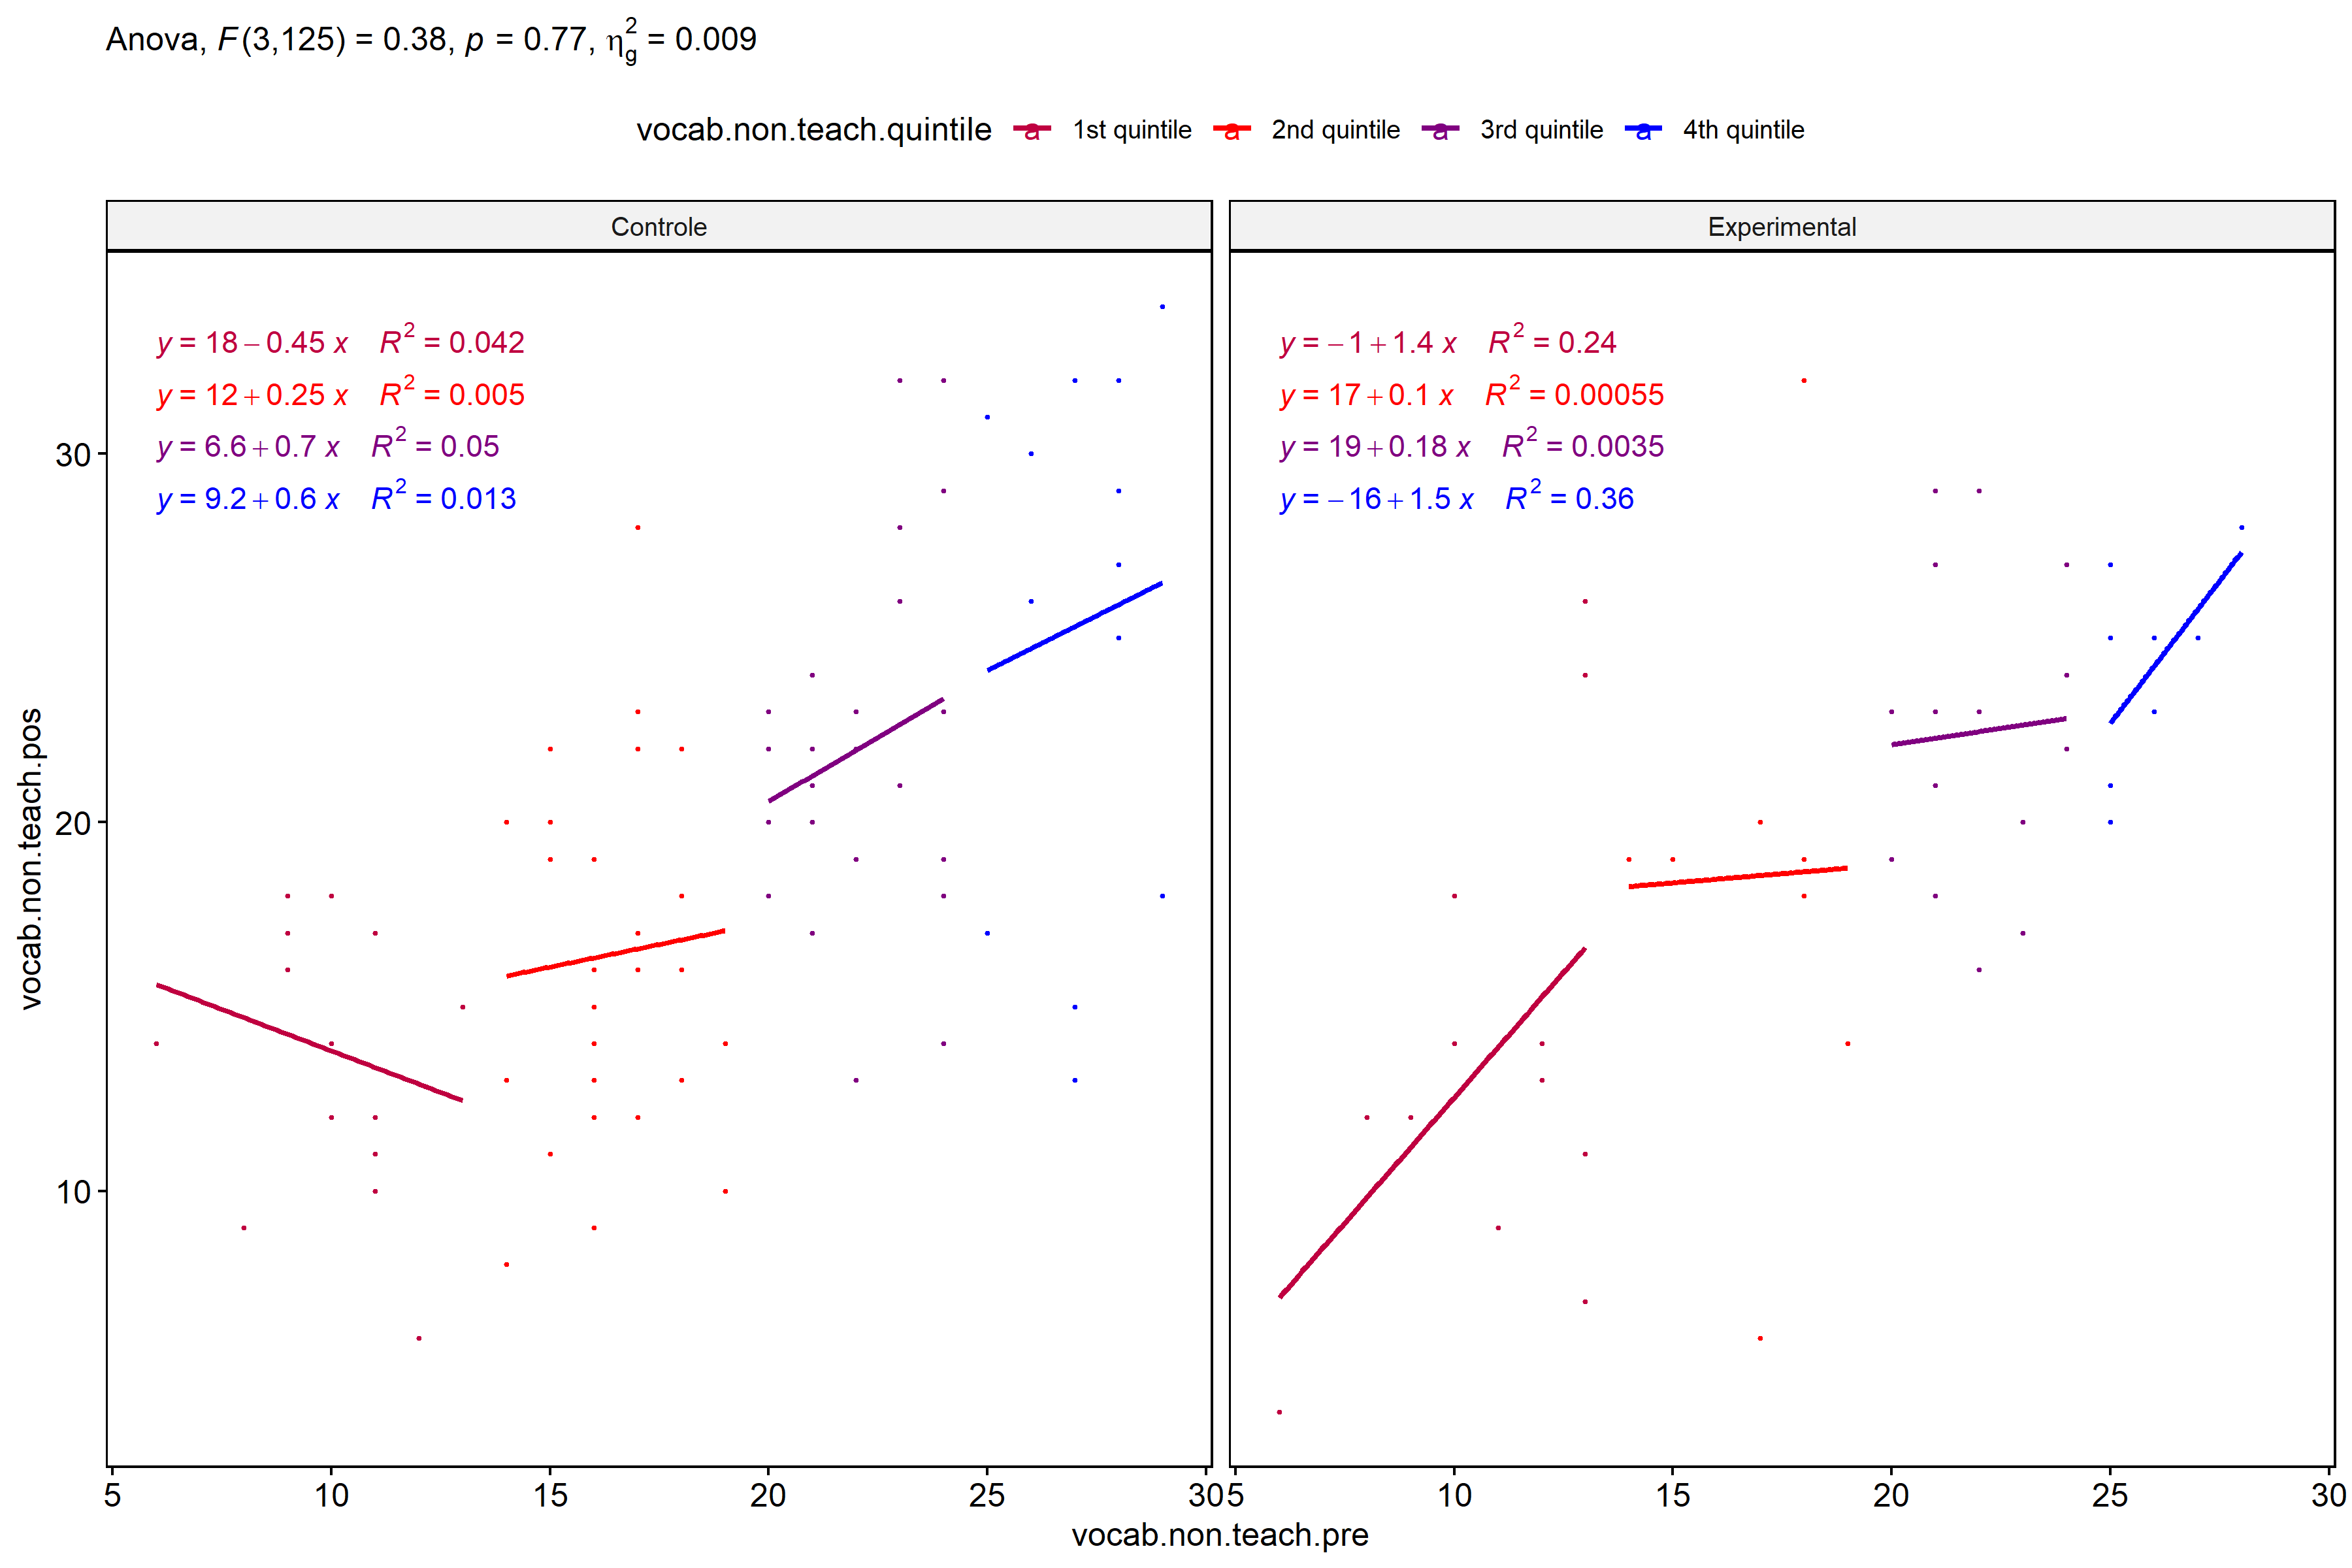 Anova, F(3,125) = 0.38, p = 0.77, η²g = 0.009
vocab.non.teach.quintile a 1st quintile a 2nd quintile a 3rd quintile a 4th quintile
Controle
Experimental
y = 18 − 0.45 x R² = 0.042
y = 12 + 0.25 x R² = 0.005
y = 6.6 + 0.7 x R² = 0.05
y = 9.2 + 0.6 x R² = 0.013
y = −1 + 1.4 x R² = 0.24
y = 17 + 0.1 x R² = 0.00055
y = 19 + 0.18 x R² = 0.0035
y = −16 + 1.5 x R² = 0.36
vocab.non.teach.pos
30
20
10
5 10 15 20 25 30
5 10 15 20 25 30
vocab.non.teach.pre